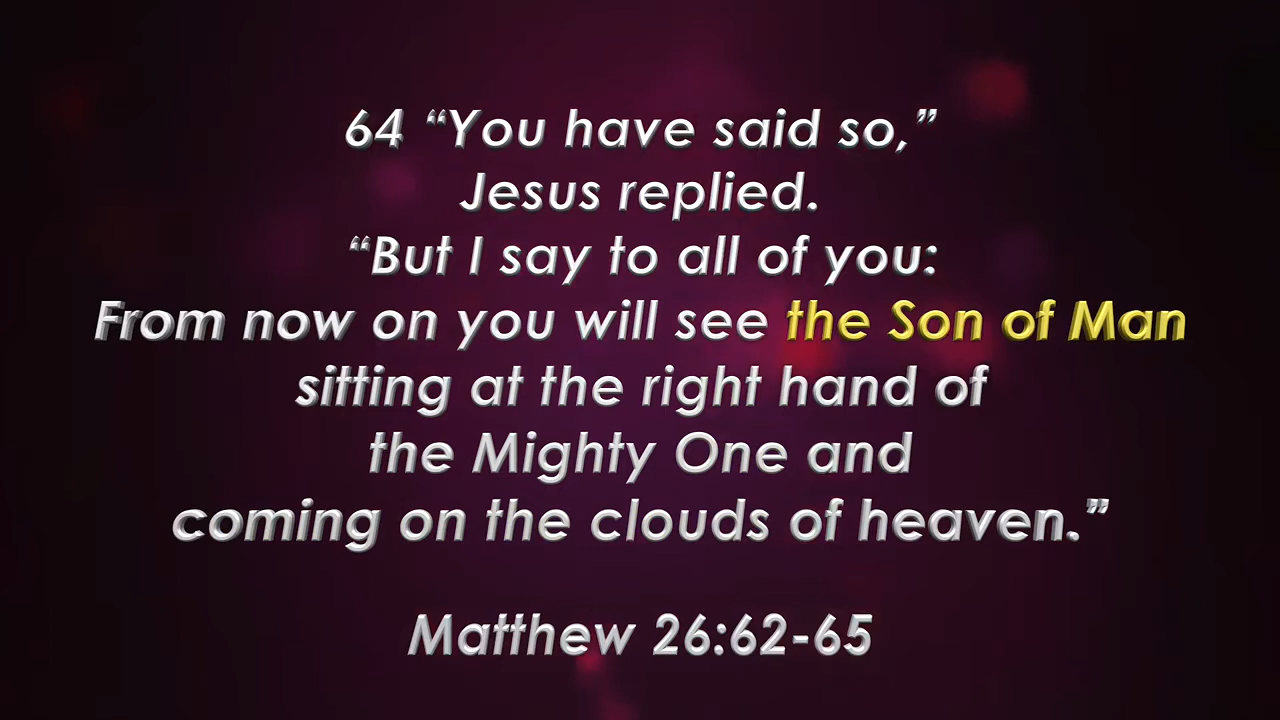 64 “You have said so,”
Jesus replied.
“But I say to all of you:
From now on you will see the Son of Man
sitting at the right hand of
the Mighty One and
coming on the clouds of heaven.”
Matthew 26:62-65